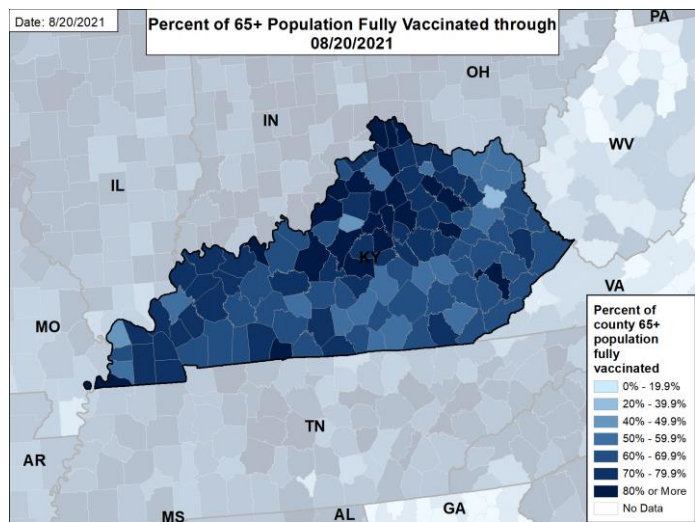 Date: 8/20/2021
Percent of 65+ Population Fully Vaccinated through
08/20/2021
PA
OH
IN
WV
IL
KY
VA
MO
TN
AR
MS
AL
GA
Percent of
county 65+
population
fully
vaccinated
0% - 19.9%
20% - 39.9%
40% - 49.9%
50% - 59.9%
60% - 69.9%
70% - 79.9%
80% or More
No Data